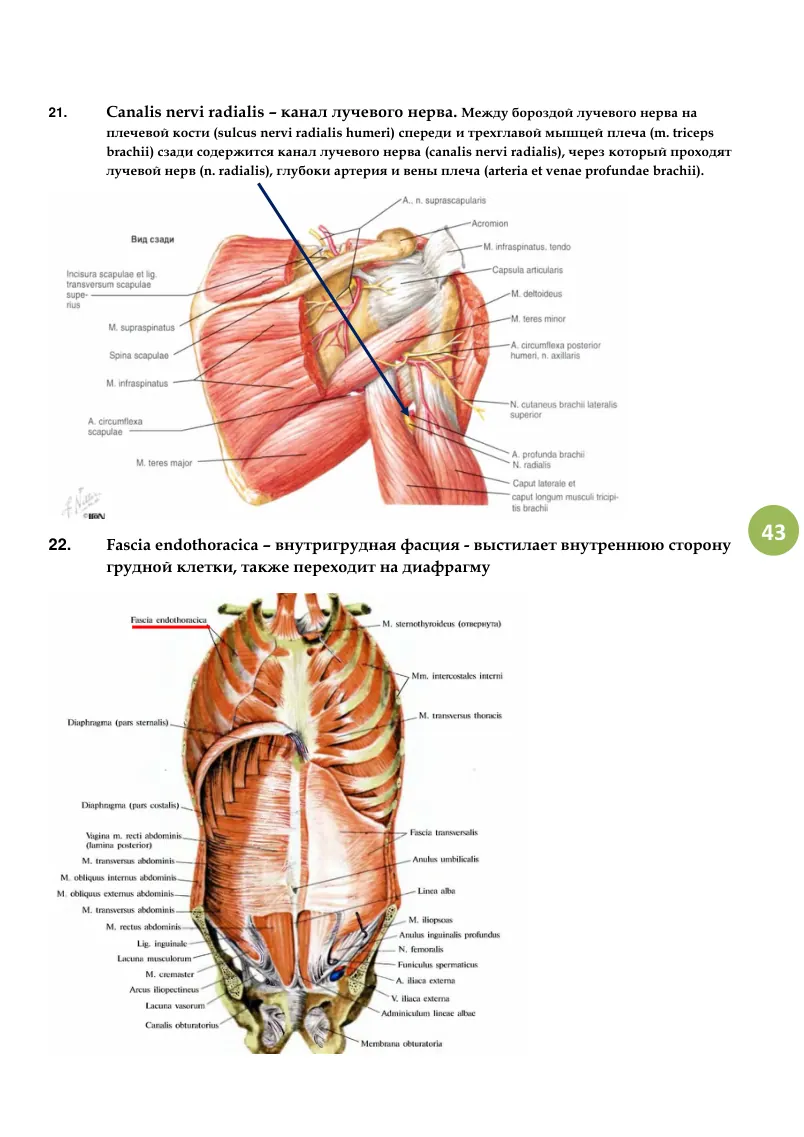 21. Canalis nervi radialis – канал лучевого нерва. Между бороздой лучевого нерва на
плечевой кости (sulcus nervi radialis humeri) спереди и трехглавой мышцей плеча (m. triceps
brachii) сзади содержится канал лучевого нерва (canalis nervi radialis), через который проходят
лучевой нерв (n. radialis), глубоки артерия и вены плеча (arteria et venae profundae brachii).
Вид сзади
A.. n. suprascapularis
Acromion
M. infraspinatus. tendo
Capsula articularis
M. deltoideus
M. teres minor
A. circumflexa posterior
humeri, n. axillaris
N. cutaneus brachii lateralis
superior
A. profunda brachii
N. radialis
Caput laterale et
caput longum musculi tricipi-
tis brachii
Incisura scapulae et lig.
transversum scapulae
supe-
rius
M. supraspinatus
Spina scapulae
M. infraspinatus
A. circumflexa
scapulae
M. teres major
43
22. Fascia endothoracica – внутригрудная фасция - выстилает внутреннюю сторону
грудной клетки, также переходит на диафрагму
Fascia endothoracica
Diaphragma (pars sternalis)
Diaphragma (pars costalis)
Vagina m. recti abdominis
(lamina posterior)
M. transversus abdominis
M. obliquus internus abdominis
M. obliquus externus abdominis
M. transversus abdominis
M. rectus abdominis
Lig. inguinale
Lacuna musculorum
M. cremaster
Arcus iliopectineus
Lacuna vasorum
Canalis obturatorius
M. sternothyroideus (отвернута)
Mm. intercostales interni
M. transversus thoracis
Fascia transversalis
Anulus umbilicalis
Linea alba
M. iliopsoas
Anulus inguinalis profundus
N. femoralis
Funiculus spermaticus
A. iliaca externa
V. iliaca externa
Adminiculum lineae albae
Membrana obturatoria